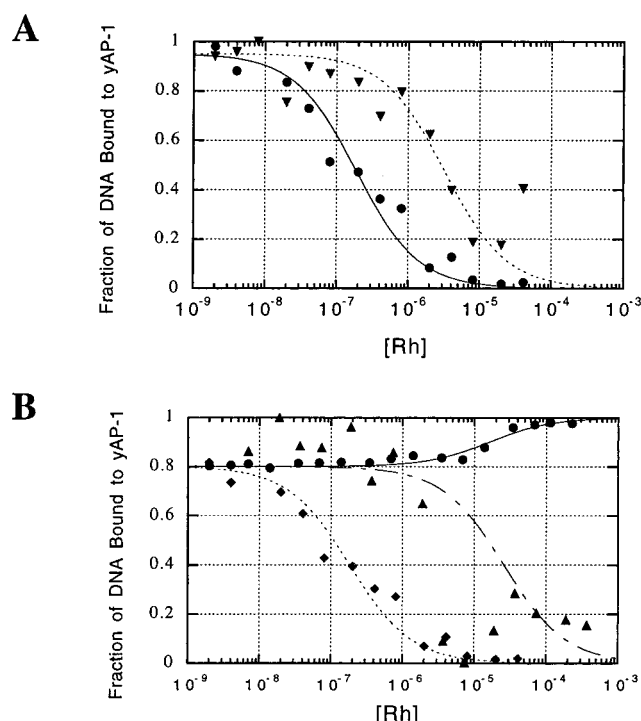 A
Fraction of DNA Bound to yAP-1
1
0.8
0.6
0.4
0.2
0
10⁻⁹ 10⁻⁸ 10⁻⁷ 10⁻⁶ 10⁻⁵ 10⁻⁴ 10⁻³
[Rh]
B
Fraction of DNA Bound to yAP-1
1
0.8
0.6
0.4
0.2
0
10⁻⁹ 10⁻⁸ 10⁻⁷ 10⁻⁶ 10⁻⁵ 10⁻⁴ 10⁻³
[Rh]